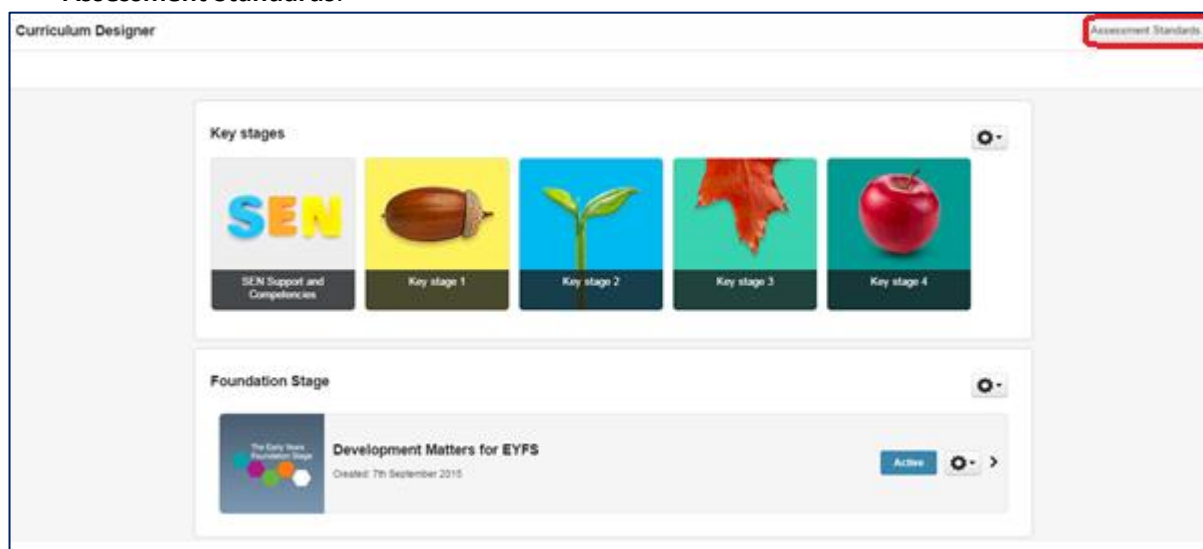 Assessment Standards.
Curriculum Designer
Assessment Standards
Key stages
SEN
SEN Support and
Competencies
Key stage 1
Key stage 2
Key stage 3
Key stage 4
Foundation Stage
The Early Years
Foundation Stage
Development Matters for EYFS
Created: 7th September 2015
Active